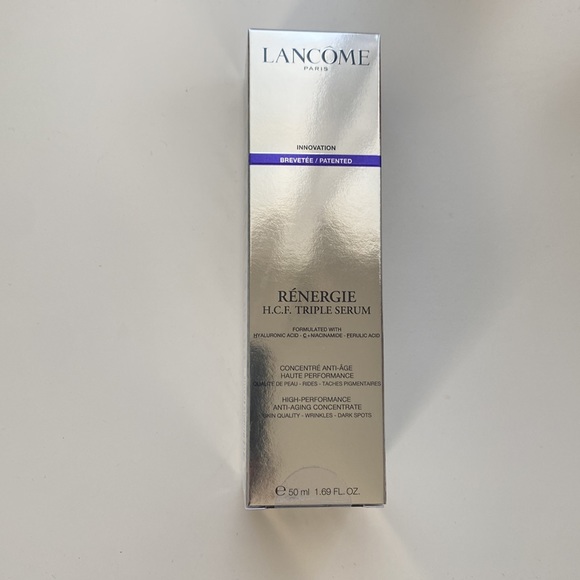 LANCÔME
PARIS
INNOVATION
BREVETÉE / PATENTED
RÉNERGIE
H.C.F. TRIPLE SERUM
FORMULATED WITH
HYALURONIC ACID - C+NIACINAMIDE - FERULIC ACID
CONCENTRÉ ANTI-ÂGE
HAUTE PERFORMANCE
QUALITÉ DE PEAU - RIDES - TACHES PIGMENTAIRES
HIGH-PERFORMANCE
ANTI-AGING CONCENTRATE
SKIN QUALITY - WRINKLES - DARK SPOTS
℮ 50 ml 1.69 FL. OZ.